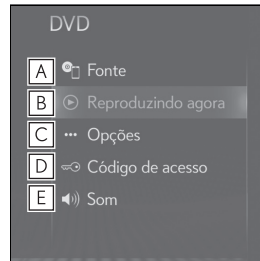 DVD
A Fonte
B Reproduzindo agora
C Opções
D Código de acesso
E Som